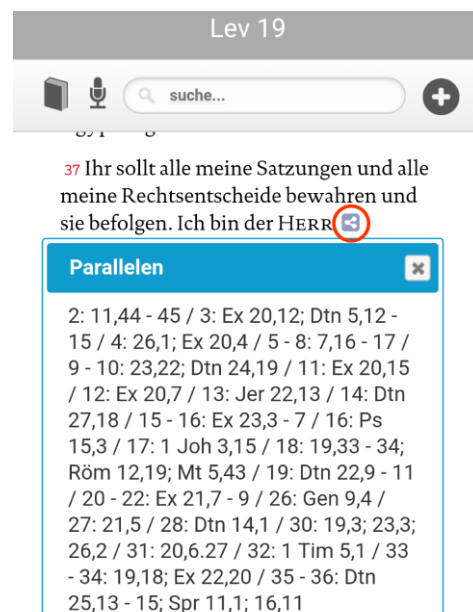 Lev 19
suche...
37 Ihr sollt alle meine Satzungen und alle
meine Rechtsentscheide bewahren und
sie befolgen. Ich bin der HERR
Parallelen
2: 11,44 - 45 / 3: Ex 20,12; Dtn 5,12 -
15 / 4: 26,1; Ex 20,4 / 5 - 8: 7,16 - 17 /
9 - 10: 23,22; Dtn 24,19 / 11: Ex 20,15
/ 12: Ex 20,7 / 13: Jer 22,13 / 14: Dtn
27,18 / 15 - 16: Ex 23,3 - 7 / 16: Ps
15,3 / 17: 1 Joh 3,15 / 18: 19,33 - 34;
Röm 12,19; Mt 5,43 / 19: Dtn 22,9 - 11
/ 20 - 22: Ex 21,7 - 9 / 26: Gen 9,4 /
27: 21,5 / 28: Dtn 14,1 / 30: 19,3; 23,3;
26,2 / 31: 20,6.27 / 32: 1 Tim 5,1 / 33
- 34: 19,18; Ex 22,20 / 35 - 36: Dtn
25,13 - 15; Spr 11,1; 16,11